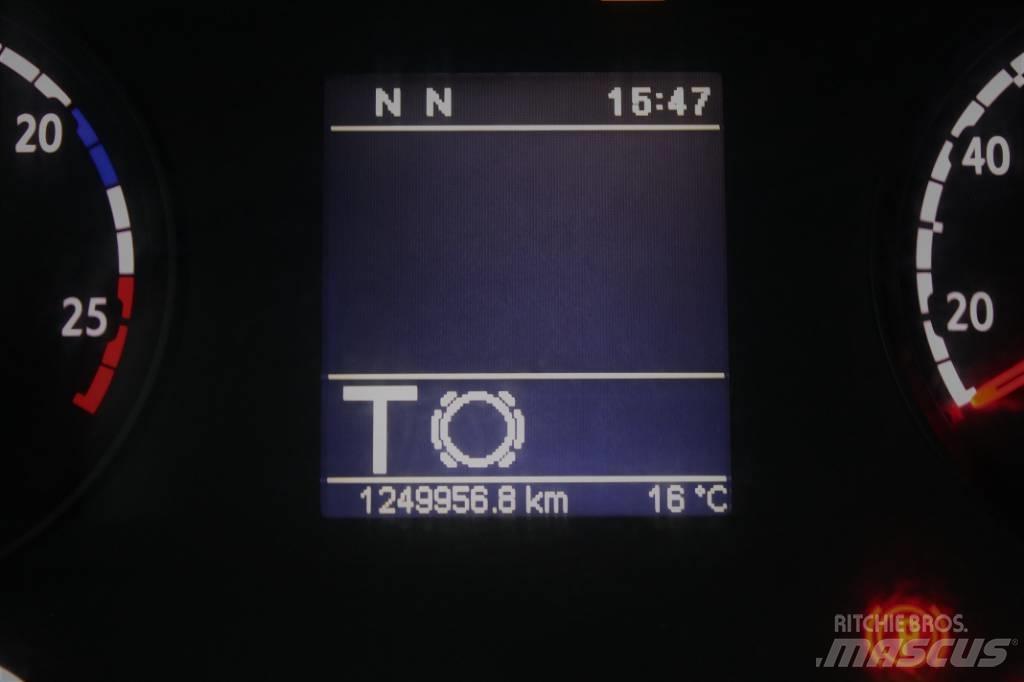 N N 15:47
20
40
25
20
T
1249956.8 km 16 °C
RITCHIE BROS.
MASCUS